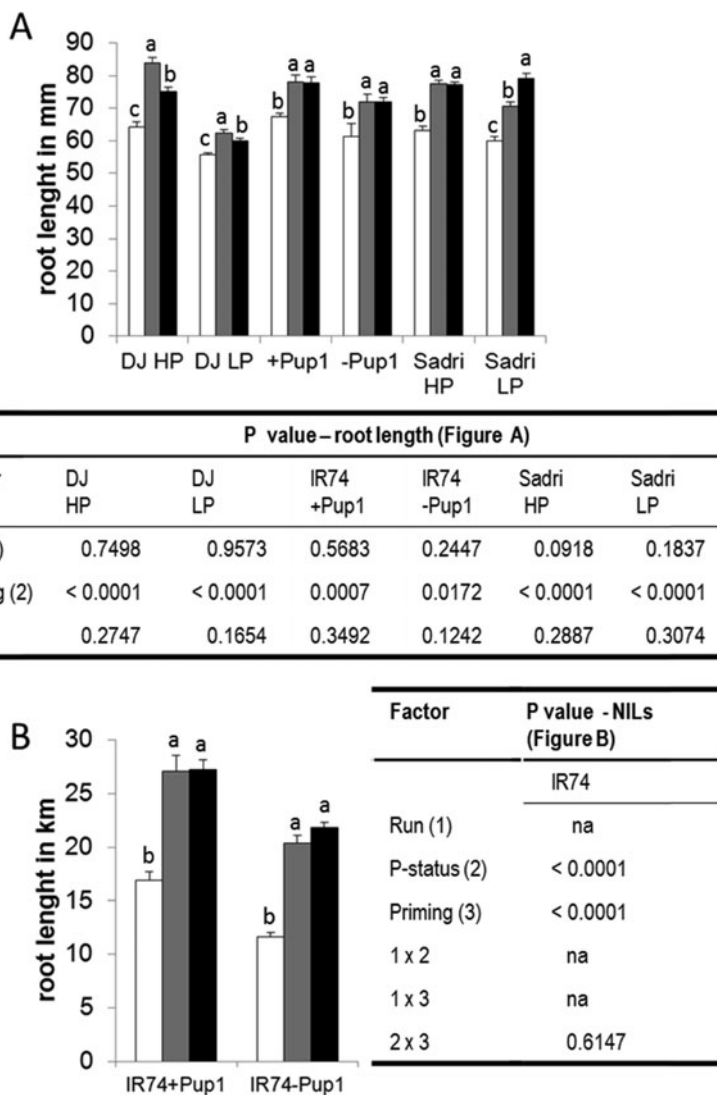 A
root lenght in mm
90
80
70
60
50
40
30
20
10
0
c a b
c a b
b a a
b a a
b a a
c b a
DJ HP DJ LP +Pup1 -Pup1 Sadri HP Sadri LP
P value – root length (Figure A)
DJ HP DJ LP IR74 +Pup1 IR74 -Pup1 Sadri HP Sadri LP
) 0.7498 0.9573 0.5683 0.2447 0.0918 0.1837
(2) < 0.0001 < 0.0001 0.0007 0.0172 < 0.0001 < 0.0001
0.2747 0.1654 0.3492 0.1242 0.2887 0.3074
B
root lenght in km
30
25
20
15
10
5
0
b a a
b a a
IR74+Pup1 IR74-Pup1
Factor P value - NILs
(Figure B)
IR74
Run (1) na
P-status (2) < 0.0001
Priming (3) < 0.0001
1 x 2 na
1 x 3 na
2 x 3 0.6147